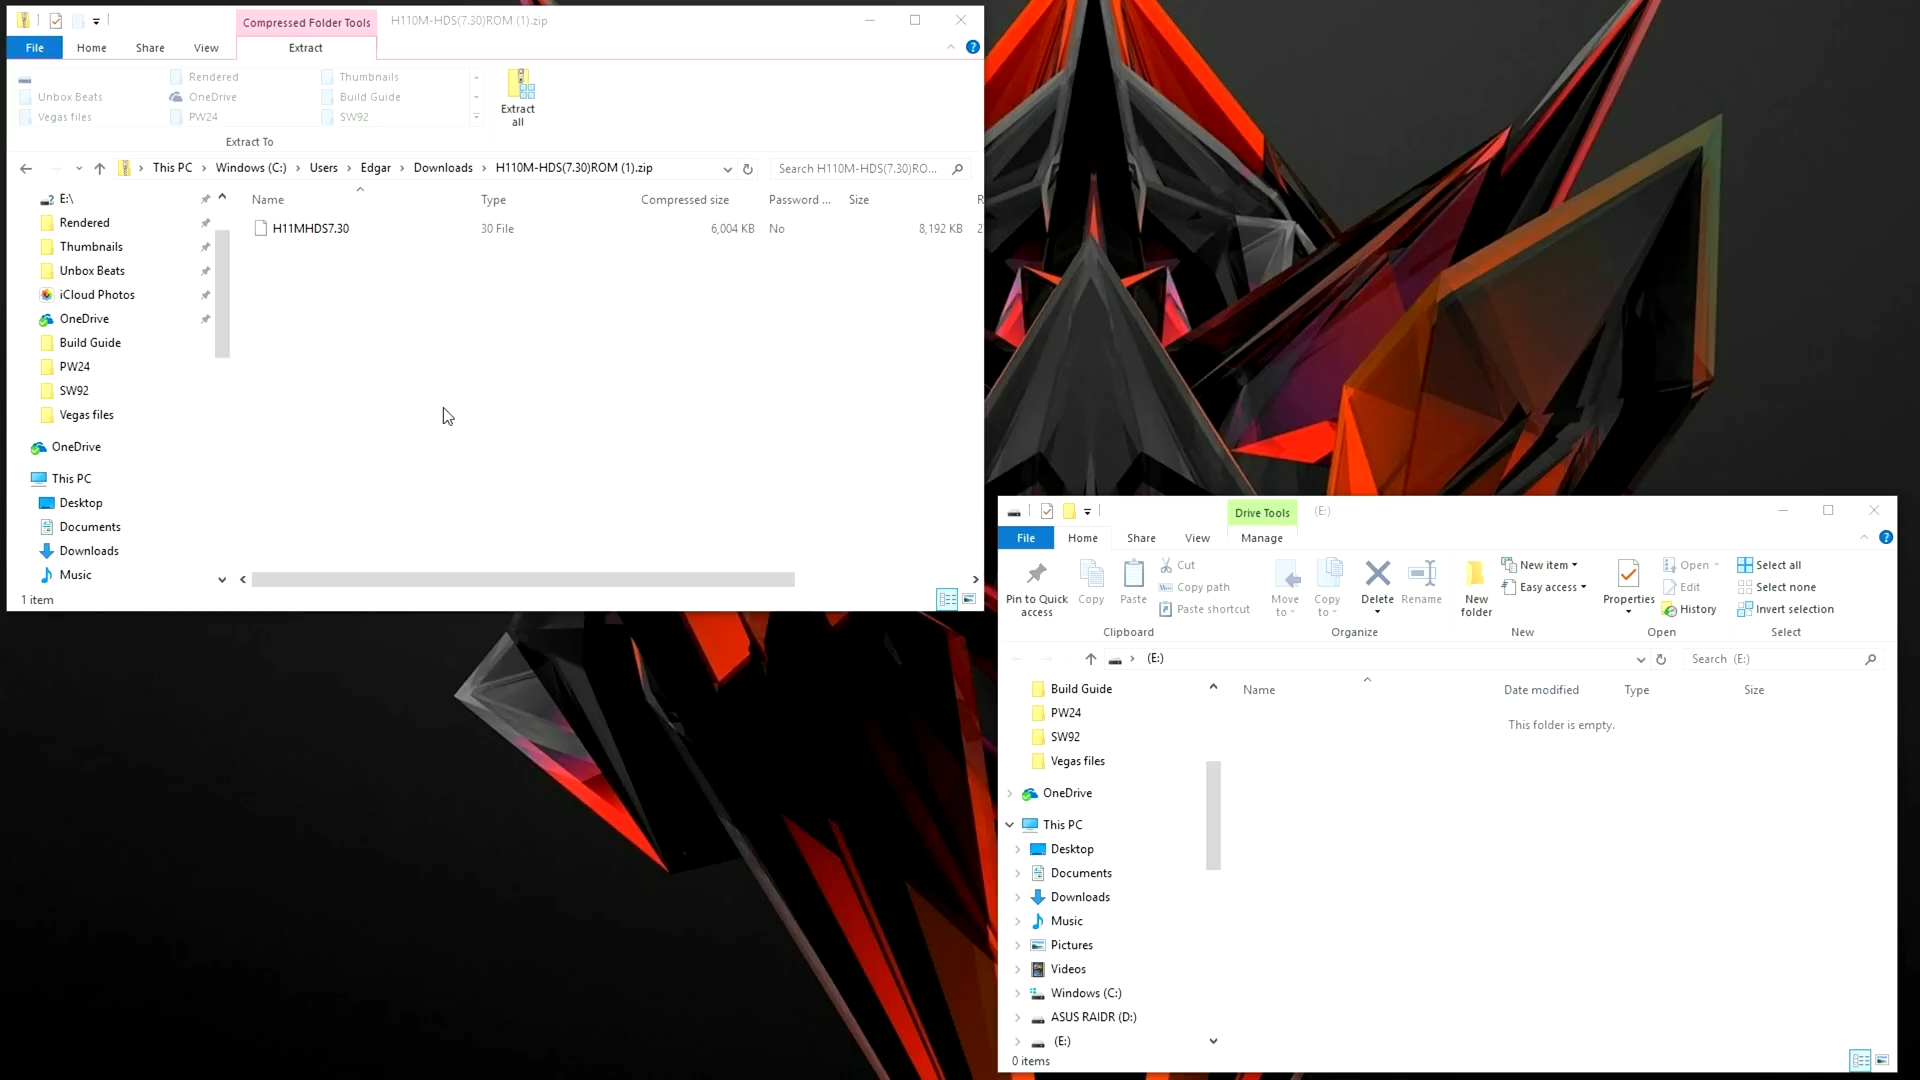 Compressed Folder Tools
H110M-HDS(7.30)ROM (1).zip
File Home Share View Extract
Rendered Thumbnails
Unbox Beats OneDrive Build Guide
Vegas files PW24 SW92
Extract all
Extract To
This PC > Windows (C:) > Users > Edgar > Downloads > H110M-HDS(7.30)ROM (1).zip
Search H110M-HDS(7.30)RO...
Name Type Compressed size Password ... Size R
H11MHDS7.30 30 File 6,004 KB No 8,192 KB 2
E:\
Rendered
Thumbnails
Unbox Beats
iCloud Photos
OneDrive
Build Guide
PW24
SW92
Vegas files
OneDrive
This PC
Desktop
Documents
Downloads
Music
1 item
Drive Tools
(E:)
File Home Share View Manage
Pin to Quick access
Copy
Paste
Cut
Copy path
Paste shortcut
Clipboard
Move to
Copy to
Delete
Rename
Organize
New folder
New item
Easy access
New
Properties
Open
Edit
History
Open
Select all
Select none
Invert selection
Select
> (E:)
Search (E:)
Name Date modified Type Size
This folder is empty.
Build Guide
PW24
SW92
Vegas files
OneDrive
This PC
Desktop
Documents
Downloads
Music
Pictures
Videos
Windows (C:)
ASUS RAIDR (D:)
(E:)
0 items